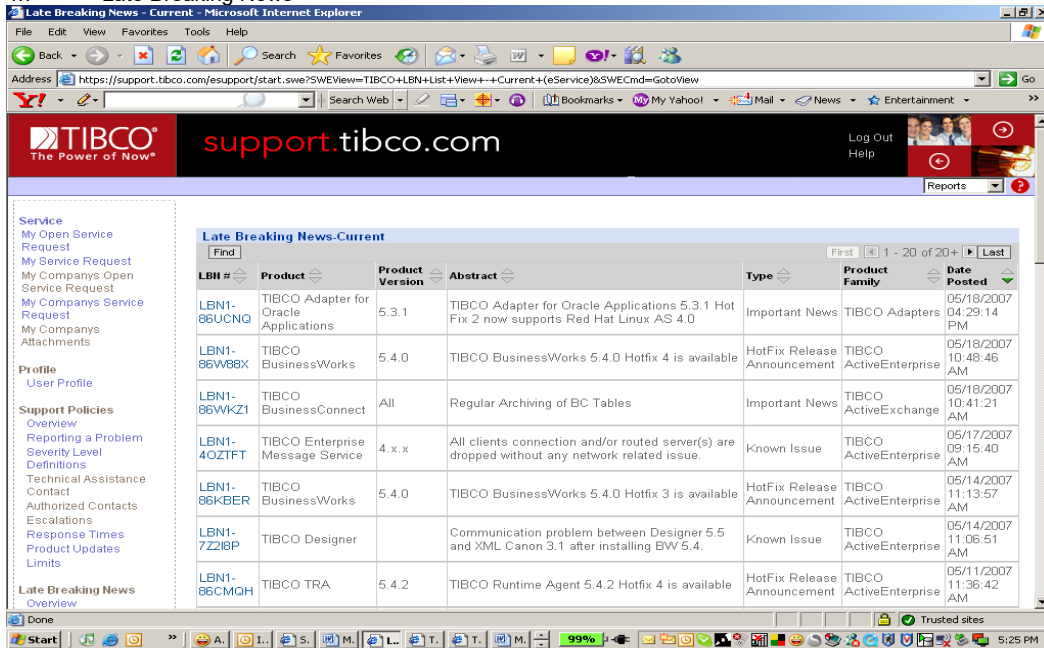 Late Breaking News - Current - Microsoft Internet Explorer
File Edit View Favorites Tools Help
Back Search Favorites
Address https://support.tibco.com/esupport/start.swe?SWEView=TIBCO+LBN+List+View+-+Current+(eService)&SWECmd=GotoView Go
Y! Search Web Bookmarks My Yahoo! Mail News Entertainment »
TIBCO®
The Power of Now®
support.tibco.com
Log Out
Help
Reports
Service
My Open Service
Request
My Service Request
My Companys Open
Service Request
My Companys Service
Request
My Companys
Attachments
Profile
User Profile
Support Policies
Overview
Reporting a Problem
Severity Level
Definitions
Technical Assistance
Contact
Authorized Contacts
Escalations
Response Times
Product Updates
Limits
Late Breaking News
Overview
Late Breaking News-Current
Find First 1 - 20 of 20+ Last
LBN # Product Product Version Abstract Type Product Family Date Posted
LBN1-86UCNQ TIBCO Adapter for Oracle Applications 5.3.1 TIBCO Adapter for Oracle Applications 5.3.1 Hot Fix 2 now supports Red Hat Linux AS 4.0 Important News TIBCO Adapters 05/18/2007 04:29:14 PM
LBN1-86W88X TIBCO BusinessWorks 5.4.0 TIBCO BusinessWorks 5.4.0 Hotfix 4 is available HotFix Release Announcement TIBCO ActiveEnterprise 05/18/2007 10:48:46 AM
LBN1-86WKZ1 TIBCO BusinessConnect All Regular Archiving of BC Tables Important News TIBCO ActiveExchange 05/18/2007 10:41:21 AM
LBN1-4OZTFT TIBCO Enterprise Message Service 4.x.x All clients connection and/or routed server(s) are dropped without any network related issue. Known Issue TIBCO ActiveEnterprise 05/17/2007 09:15:40 AM
LBN1-86KBER TIBCO BusinessWorks 5.4.0 TIBCO BusinessWorks 5.4.0 Hotfix 3 is available HotFix Release Announcement TIBCO ActiveEnterprise 05/14/2007 11:13:57 AM
LBN1-7Z2I8P TIBCO Designer Communication problem between Designer 5.5 and XML Canon 3.1 after installing BW 5.4. Known Issue TIBCO ActiveEnterprise 05/14/2007 11:06:51 AM
LBN1-86CMQH TIBCO TRA 5.4.2 TIBCO Runtime Agent 5.4.2 Hotfix 4 is available HotFix Release Announcement TIBCO ActiveEnterprise 05/11/2007 11:36:42 AM
Done Trusted sites
Start » A. I.. S. M. L.. T. T. M. 99% 5:25 PM